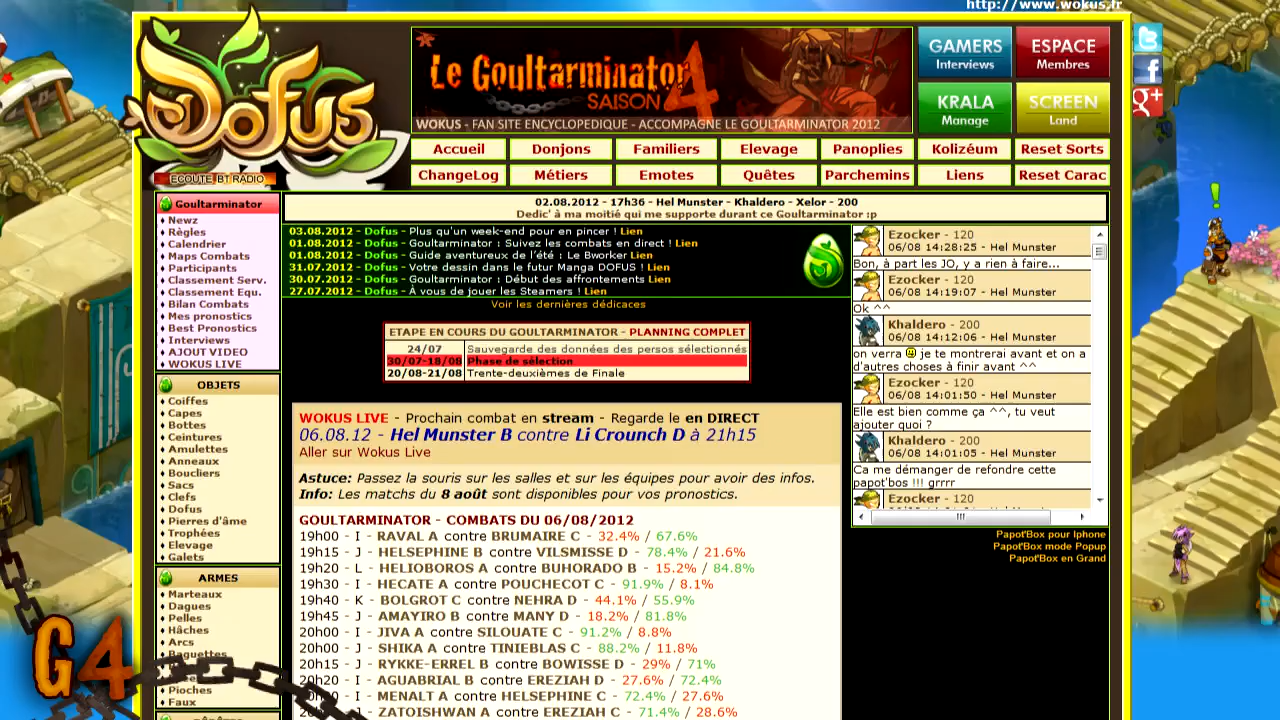 http://www.wokus.fr
DOFUS
ECOUTE BT RADIO
Le Goultarminator
SAISON 4
WOKUS - FAN SITE ENCYCLOPEDIQUE - ACCOMPAGNE LE GOULTARMINATOR 2012
GAMERS
Interviews
ESPACE
Membres
KRALA
Manage
SCREEN
Land
Accueil Donjons Familiers Elevage Panoplies Kolizéum Reset Sorts
ChangeLog Métiers Emotes Quêtes Parchemins Liens Reset Carac
Goultarminator
Newz
Règles
Calendrier
Maps Combats
Participants
Classement Serv.
Classement Equ.
Bilan Combats
Mes pronostics
Best Pronostics
Interviews
AJOUT VIDEO
WOKUS LIVE
OBJETS
Coiffes
Capes
Bottes
Ceintures
Amulettes
Anneaux
Boucliers
Sacs
Clefs
Dofus
Pierres d'âme
Trophées
Elevage
Galets
ARMES
Marteaux
Dagues
Pelles
Hâches
Arcs
Baguettes
Pioches
Faux
G4
02.08.2012 - 17h36 - Hel Munster - Khaldero - Xelor - 200
Dedic' à ma moitié qui me supporte durant ce Goultarminator ;p
03.08.2012 - Dofus - Plus qu'un week-end pour en pincer ! Lien
01.08.2012 - Dofus - Goultarminator : Suivez les combats en direct ! Lien
01.08.2012 - Dofus - Guide aventureux de l'été : Le Bworker Lien
31.07.2012 - Dofus - Votre dessin dans le futur Manga DOFUS ! Lien
30.07.2012 - Dofus - Goultarminator : Début des affrontements Lien
27.07.2012 - Dofus - À vous de jouer les Steamers ! Lien
Voir les dernières dédicaces
ETAPE EN COURS DU GOULTARMINATOR - PLANNING COMPLET
24/07 Sauvegarde des données des persos sélectionnés
30/07-18/08 Phase de sélection
20/08-21/08 Trente-deuxièmes de Finale
WOKUS LIVE - Prochain combat en stream - Regarde le en DIRECT
06.08.12 - Hel Munster B contre Li Crounch D à 21h15
Aller sur Wokus Live
Astuce: Passez la souris sur les salles et sur les équipes pour avoir des infos.
Info: Les matchs du 8 août sont disponibles pour vos pronostics.
GOULTARMINATOR - COMBATS DU 06/08/2012
19h00 - I - RAVAL A contre BRUMAIRE C - 32.4% / 67.6%
19h15 - J - HELSEPHINE B contre VILSMISSE D - 78.4% / 21.6%
19h20 - L - HELIOBOROS A contre BUHORADO B - 15.2% / 84.8%
19h30 - I - HECATE A contre POUCHECOT C - 91.9% / 8.1%
19h40 - K - BOLGROT C contre NEHRA D - 44.1% / 55.9%
19h45 - J - AMAYIRO B contre MANY D - 18.2% / 81.8%
20h00 - I - JIVA A contre SILOUATE C - 91.2% / 8.8%
20h00 - J - SHIKA A contre TINIEBLAS C - 88.2% / 11.8%
20h15 - J - RYKKE-ERREL B contre BOWISSE D - 29% / 71%
20h20 - I - AGUABRIAL B contre EREZIAH D - 27.6% / 72.4%
- I - MENALT A contre HELSEPHINE C - 72.4% / 27.6%
- J - ZATOISHWAN A contre EREZIAH C - 71.4% / 28.6%
Ezocker - 120
06/08 14:28:25 - Hel Munster
Bon, à part les JO, y a rien à faire...
Ezocker - 120
06/08 14:19:07 - Hel Munster
Ok ^^
Khaldero - 200
06/08 14:12:06 - Hel Munster
on verra je te montrerai avant et on a
d'autres choses à finir avant ^^
Ezocker - 120
06/08 14:01:50 - Hel Munster
Elle est bien comme ça ^^, tu veut
ajouter quoi ?
Khaldero - 200
06/08 14:01:05 - Hel Munster
Ca me démanger de refondre cette
papot'bos !!! grrrr
Ezocker - 120
Papot'Box pour Iphone
Papot'Box mode Popup
Papot'Box en Grand